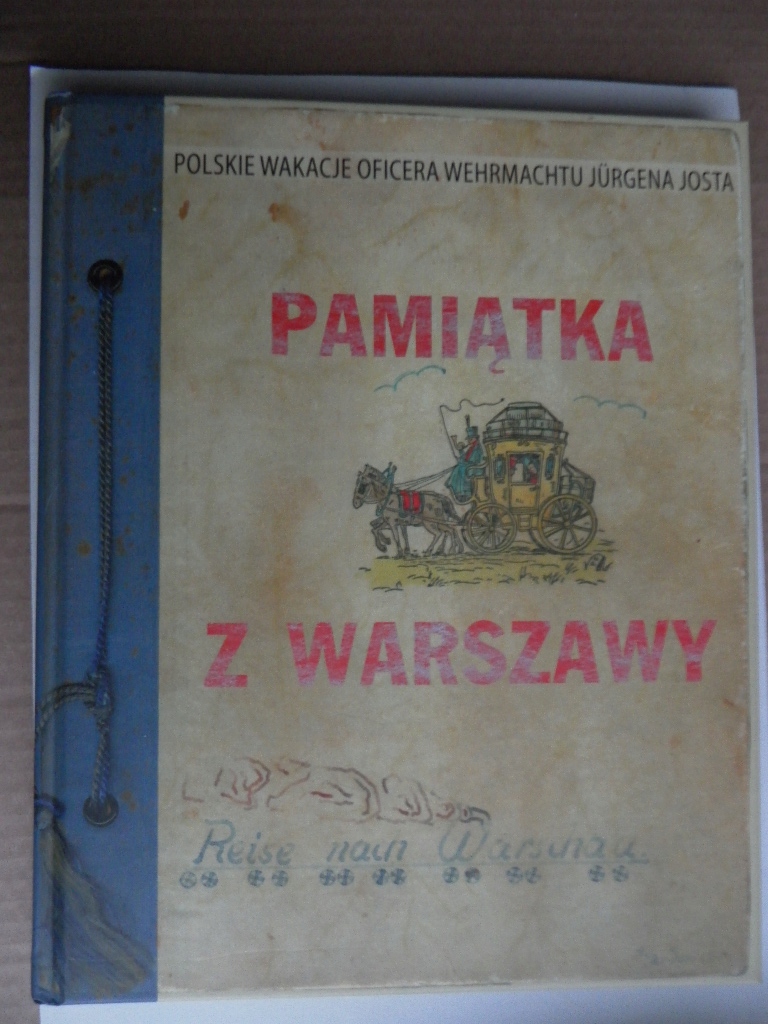 POLSKIE WAKACJE OFICERA WEHRMACHTU JÜRGENA JOSTA
PAMIĄTKA
Z WARSZAWY
Reise nach Warschau